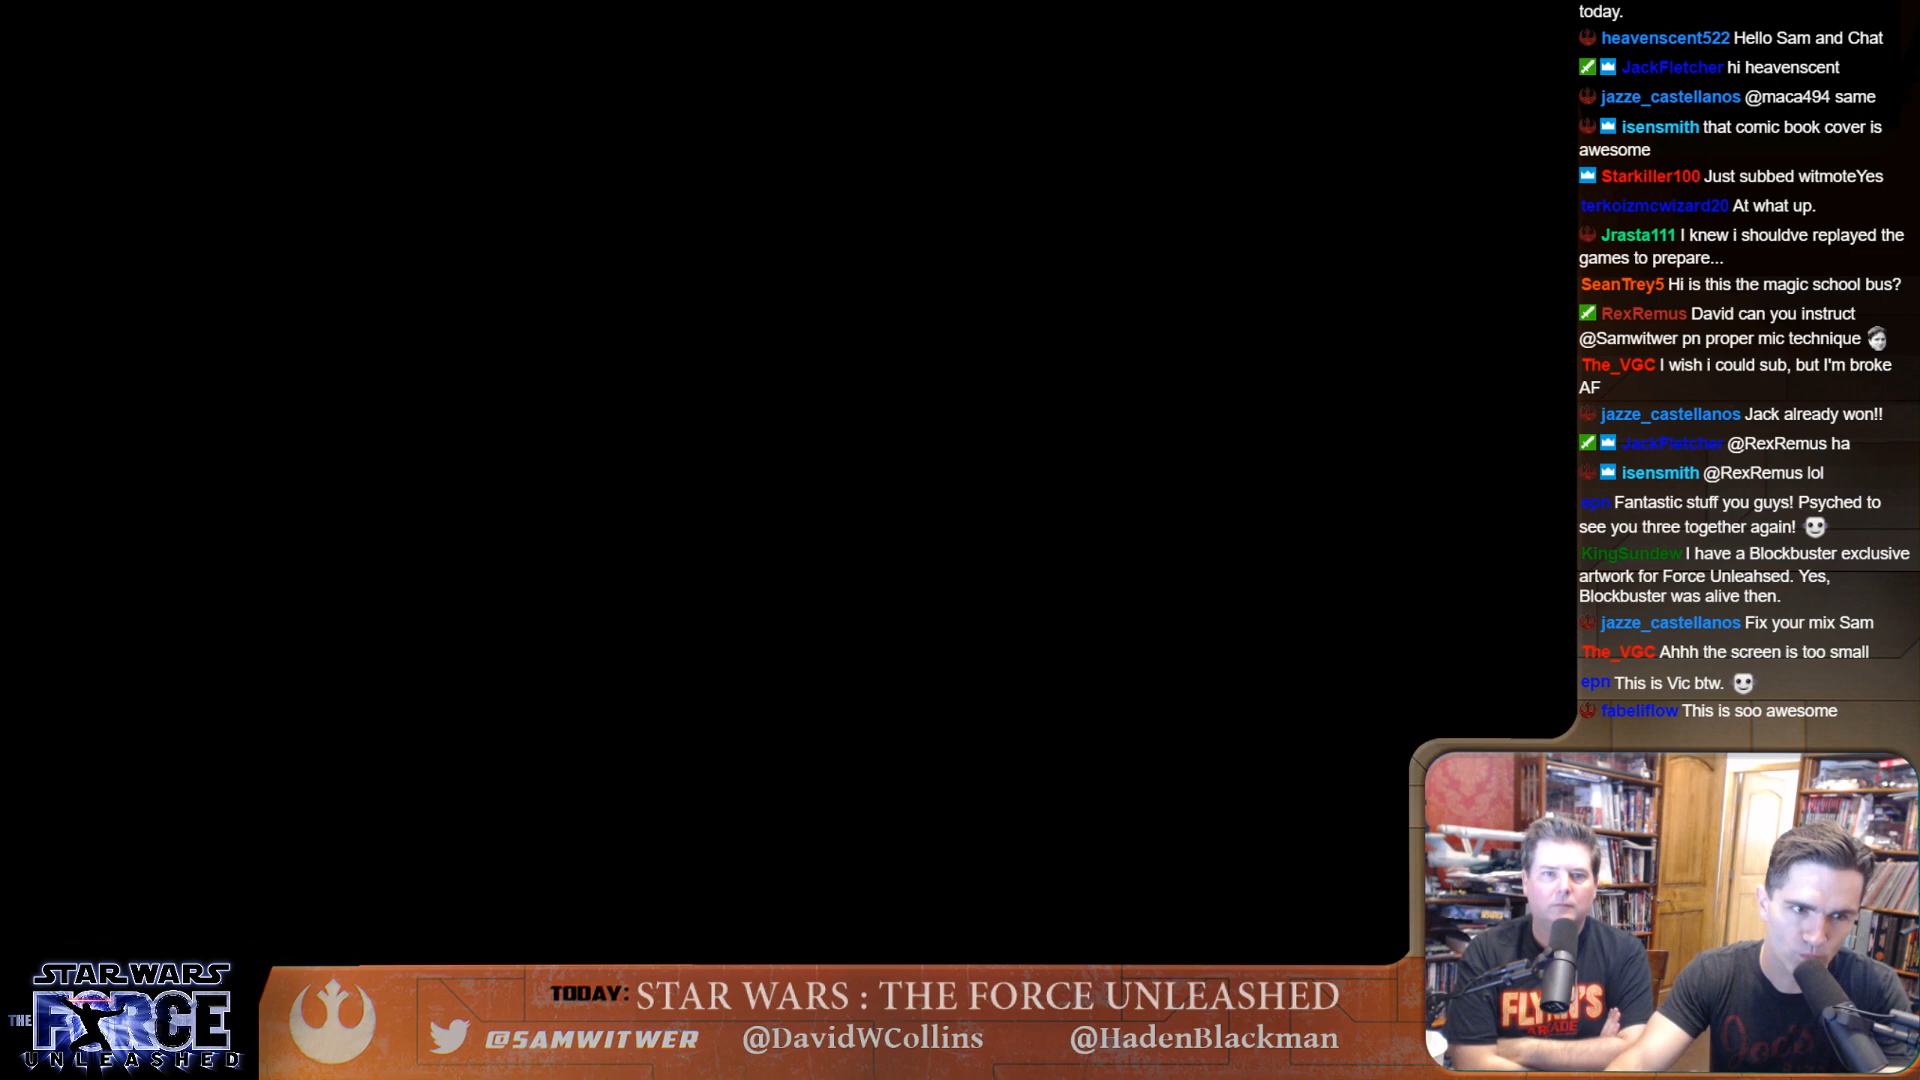 today.
heavenscent522 Hello Sam and Chat
JackFletcher hi heavenscent
jazze_castellanos @maca494 same
isensmith that comic book cover is
awesome
Starkiller100 Just subbed witmoteYes
terkoizmcwizard20 At what up.
Jrasta111 I knew i shouldve replayed the
games to prepare...
SeanTrey5 Hi is this the magic school bus?
RexRemus David can you instruct
@Samwitwer pn proper mic technique
The_VGC I wish i could sub, but I'm broke
AF
jazze_castellanos Jack already won!!
JackFletcher @RexRemus ha
isensmith @RexRemus lol
epn Fantastic stuff you guys! Psyched to
see you three together again!
KingSundew I have a Blockbuster exclusive
artwork for Force Unleahsed. Yes,
Blockbuster was alive then.
jazze_castellanos Fix your mix Sam
The_VGC Ahhh the screen is too small
epn This is Vic btw.
fabeliflow This is soo awesome
FLYNN'S
ARCADE
STAR WARS
THE FORCE
UNLEASHED
TODAY: STAR WARS : THE FORCE UNLEASHED
@SAMWITWER @DavidWCollins @HadenBlackman